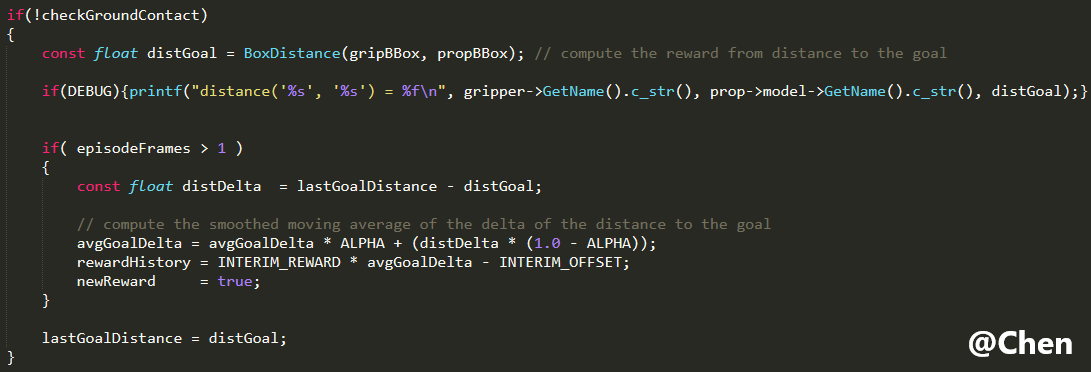 if(!checkGroundContact)
{
const float distGoal = BoxDistance(gripBBox, propBBox); // compute the reward from distance to the goal
if(DEBUG){printf("distance('%s', '%s') = %f\n", gripper->GetName().c_str(), prop->model->GetName().c_str(), distGoal);}
if( episodeFrames > 1 )
{
const float distDelta  = lastGoalDistance - distGoal;
// compute the smoothed moving average of the delta of the distance to the goal
avgGoalDelta = avgGoalDelta * ALPHA + (distDelta * (1.0 - ALPHA));
rewardHistory = INTERIM_REWARD * avgGoalDelta - INTERIM_OFFSET;
newReward     = true;
}
lastGoalDistance = distGoal;
}
@Chen